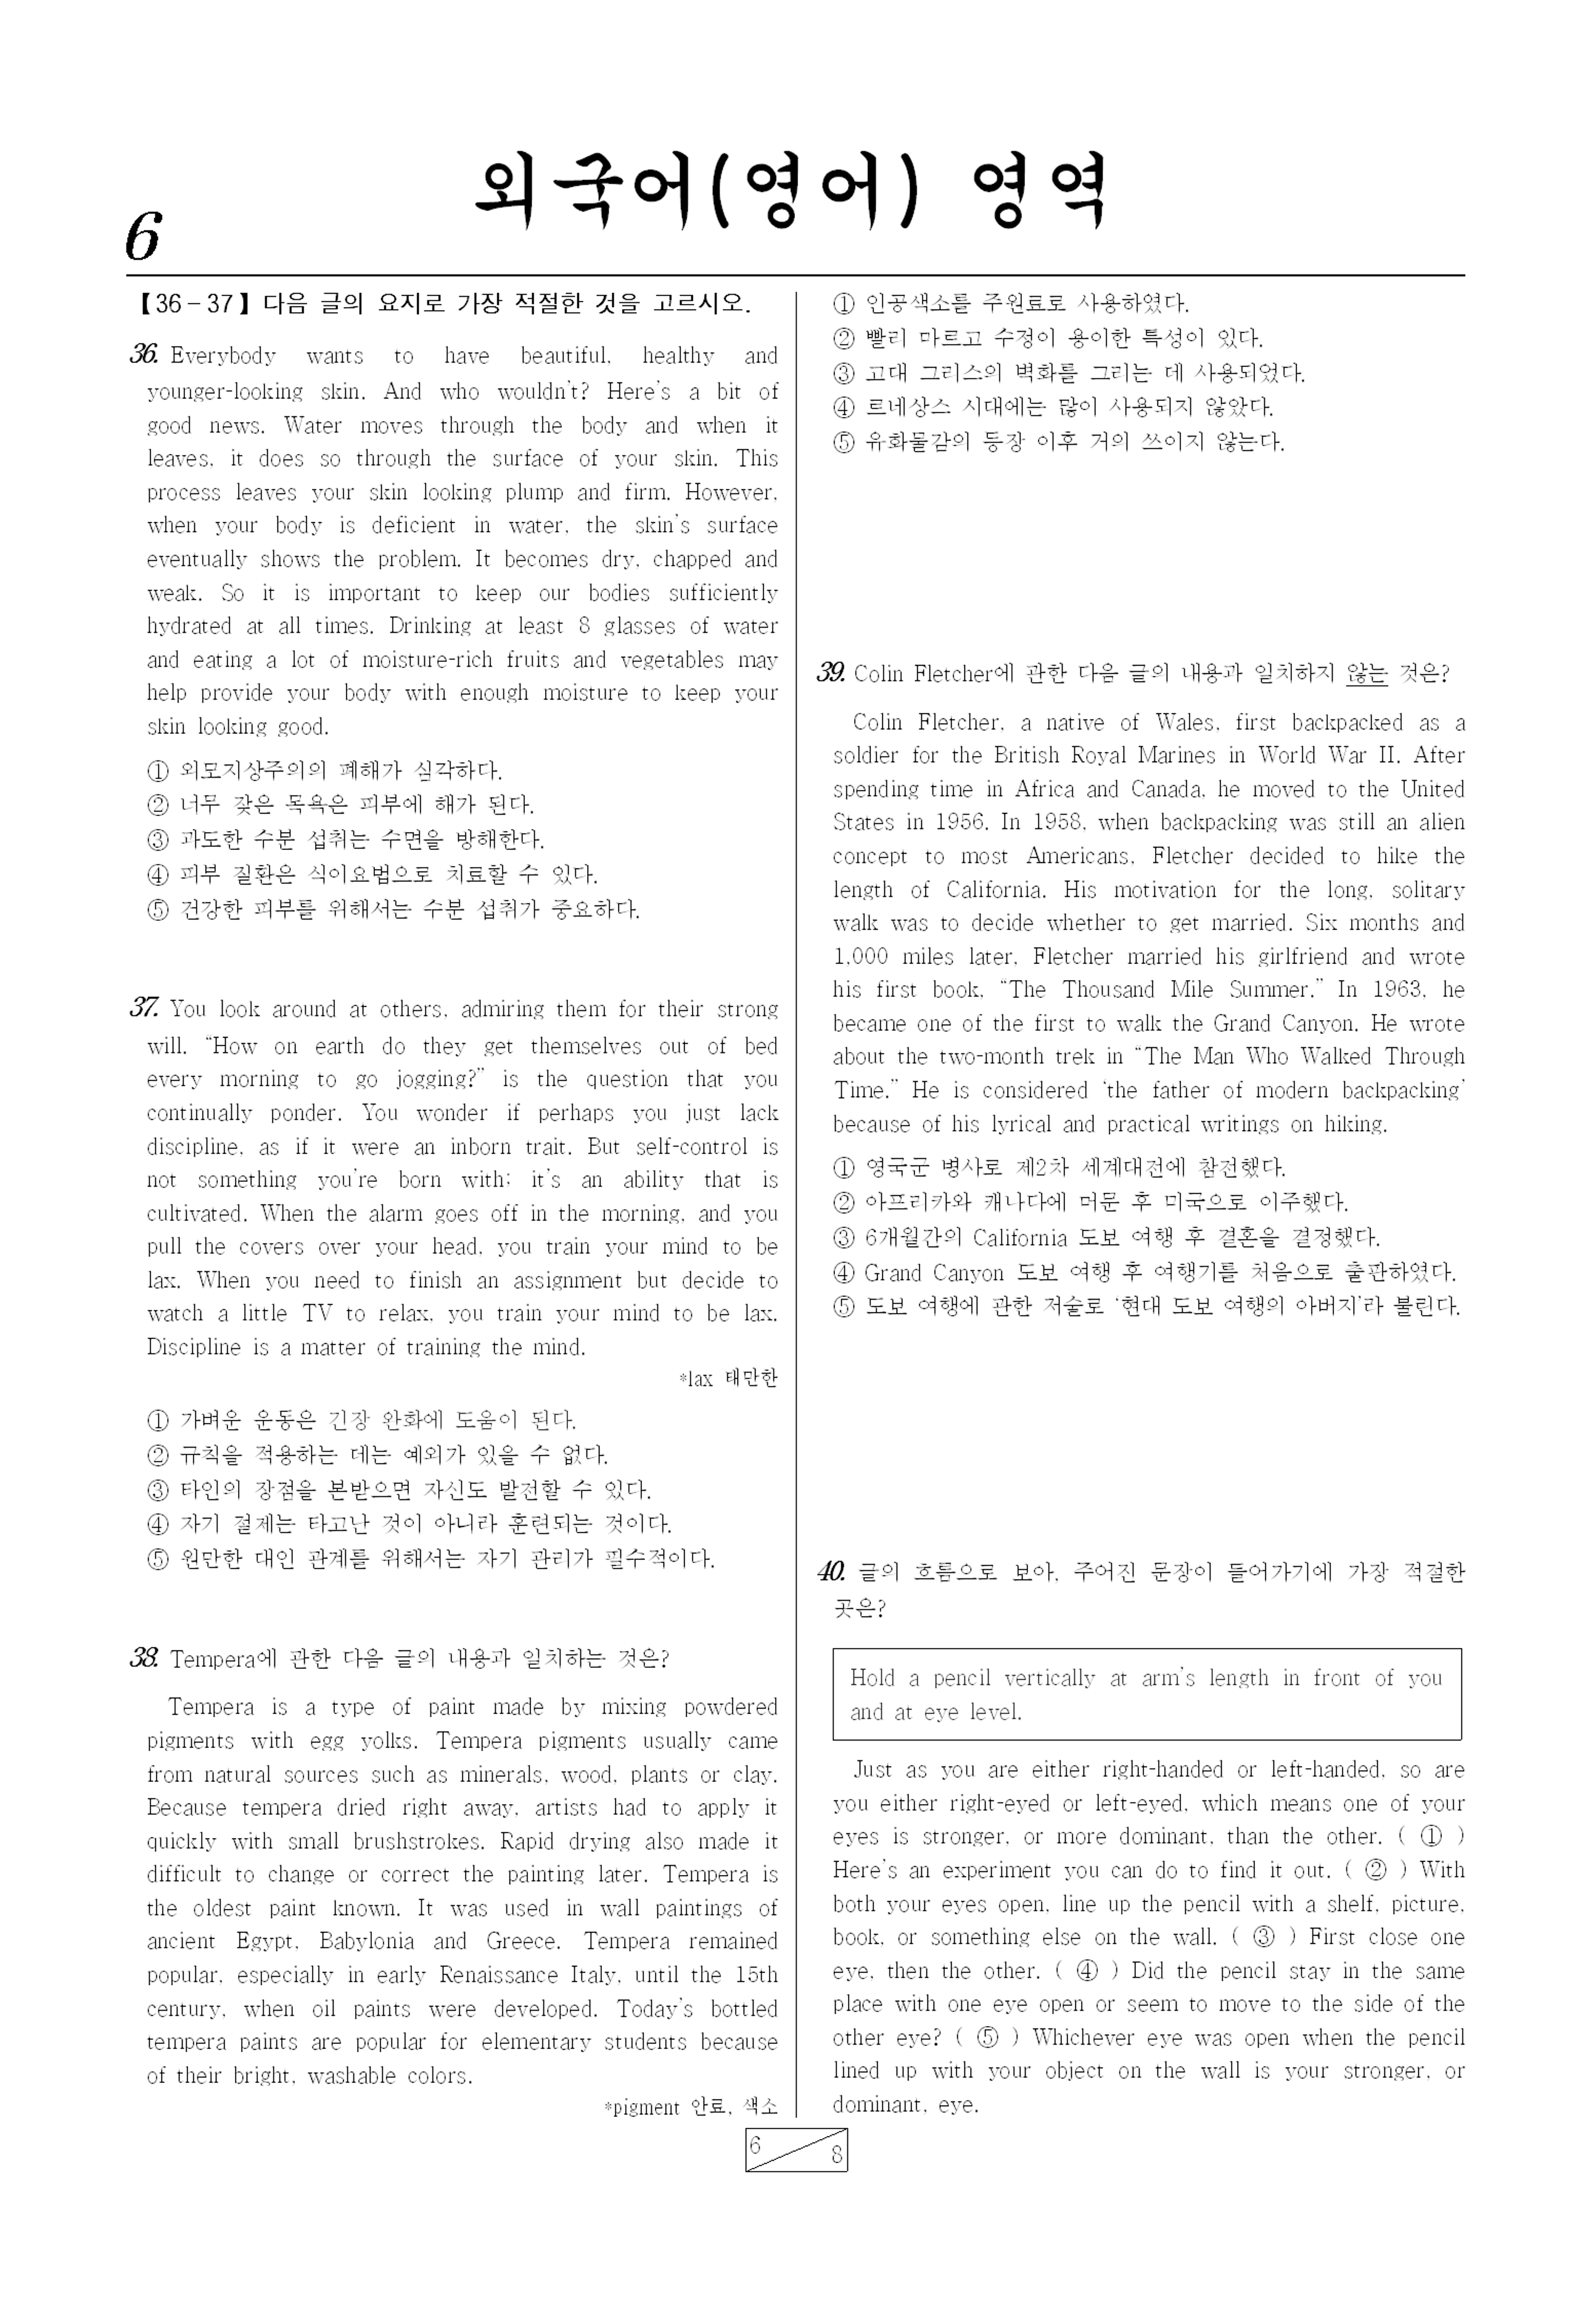 외국어(영어) 영역
6
【36-37】 다음 글의 요지로 가장 적절한 것을 고르시오.
36. Everybody wants to have beautiful, healthy and
younger-looking skin. And who wouldn't? Here's a bit of
good news. Water moves through the body and when it
leaves, it does so through the surface of your skin. This
process leaves your skin looking plump and firm. However,
when your body is deficient in water, the skin's surface
eventually shows the problem. It becomes dry, chapped and
weak. So it is important to keep our bodies sufficiently
hydrated at all times. Drinking at least 8 glasses of water
and eating a lot of moisture-rich fruits and vegetables may
help provide your body with enough moisture to keep your
skin looking good.
① 외모지상주의의 폐해가 심각하다.
② 너무 잦은 목욕은 피부에 해가 된다.
③ 과도한 수분 섭취는 수면을 방해한다.
④ 피부 질환은 식이요법으로 치료할 수 있다.
⑤ 건강한 피부를 위해서는 수분 섭취가 중요하다.
37. You look around at others, admiring them for their strong
will. “How on earth do they get themselves out of bed
every morning to go jogging?” is the question that you
continually ponder. You wonder if perhaps you just lack
discipline, as if it were an inborn trait. But self-control is
not something you're born with; it's an ability that is
cultivated. When the alarm goes off in the morning, and you
pull the covers over your head, you train your mind to be
lax. When you need to finish an assignment but decide to
watch a little TV to relax, you train your mind to be lax.
Discipline is a matter of training the mind.
*lax 태만한
① 가벼운 운동은 긴장 완화에 도움이 된다.
② 규칙을 적용하는 데는 예외가 있을 수 없다.
③ 타인의 장점을 본받으면 자신도 발전할 수 있다.
④ 자기 절제는 타고난 것이 아니라 훈련되는 것이다.
⑤ 원만한 대인 관계를 위해서는 자기 관리가 필수적이다.
38. Tempera에 관한 다음 글의 내용과 일치하는 것은?
Tempera is a type of paint made by mixing powdered
pigments with egg yolks. Tempera pigments usually came
from natural sources such as minerals, wood, plants or clay.
Because tempera dried right away, artists had to apply it
quickly with small brushstrokes. Rapid drying also made it
difficult to change or correct the painting later. Tempera is
the oldest paint known. It was used in wall paintings of
ancient Egypt, Babylonia and Greece. Tempera remained
popular, especially in early Renaissance Italy, until the 15th
century, when oil paints were developed. Today's bottled
tempera paints are popular for elementary students because
of their bright, washable colors.
*pigment 안료, 색소
① 인공색소를 주원료로 사용하였다.
② 빨리 마르고 수정이 용이한 특성이 있다.
③ 고대 그리스의 벽화를 그리는 데 사용되었다.
④ 르네상스 시대에는 많이 사용되지 않았다.
⑤ 유화물감의 등장 이후 거의 쓰이지 않는다.
39. Colin Fletcher에 관한 다음 글의 내용과 일치하지 않는 것은?
Colin Fletcher, a native of Wales, first backpacked as a
soldier for the British Royal Marines in World War II. After
spending time in Africa and Canada, he moved to the United
States in 1956. In 1958, when backpacking was still an alien
concept to most Americans, Fletcher decided to hike the
length of California. His motivation for the long, solitary
walk was to decide whether to get married. Six months and
1,000 miles later, Fletcher married his girlfriend and wrote
his first book, “The Thousand Mile Summer.” In 1963, he
became one of the first to walk the Grand Canyon. He wrote
about the two-month trek in “The Man Who Walked Through
Time.” He is considered ‘the father of modern backpacking’
because of his lyrical and practical writings on hiking.
① 영국군 병사로 제2차 세계대전에 참전했다.
② 아프리카와 캐나다에 머문 후 미국으로 이주했다.
③ 6개월간의 California 도보 여행 후 결혼을 결정했다.
④ Grand Canyon 도보 여행 후 여행기를 처음으로 출판하였다.
⑤ 도보 여행에 관한 저술로 ‘현대 도보 여행의 아버지’라 불린다.
40. 글의 흐름으로 보아, 주어진 문장이 들어가기에 가장 적절한
곳은?
Hold a pencil vertically at arm's length in front of you
and at eye level.
Just as you are either right-handed or left-handed, so are
you either right-eyed or left-eyed, which means one of your
eyes is stronger, or more dominant, than the other. ( ① )
Here's an experiment you can do to find it out. ( ② ) With
both your eyes open, line up the pencil with a shelf, picture,
book, or something else on the wall. ( ③ ) First close one
eye, then the other. ( ④ ) Did the pencil stay in the same
place with one eye open or seem to move to the side of the
other eye? ( ⑤ ) Whichever eye was open when the pencil
lined up with your object on the wall is your stronger, or
dominant, eye.
6
8